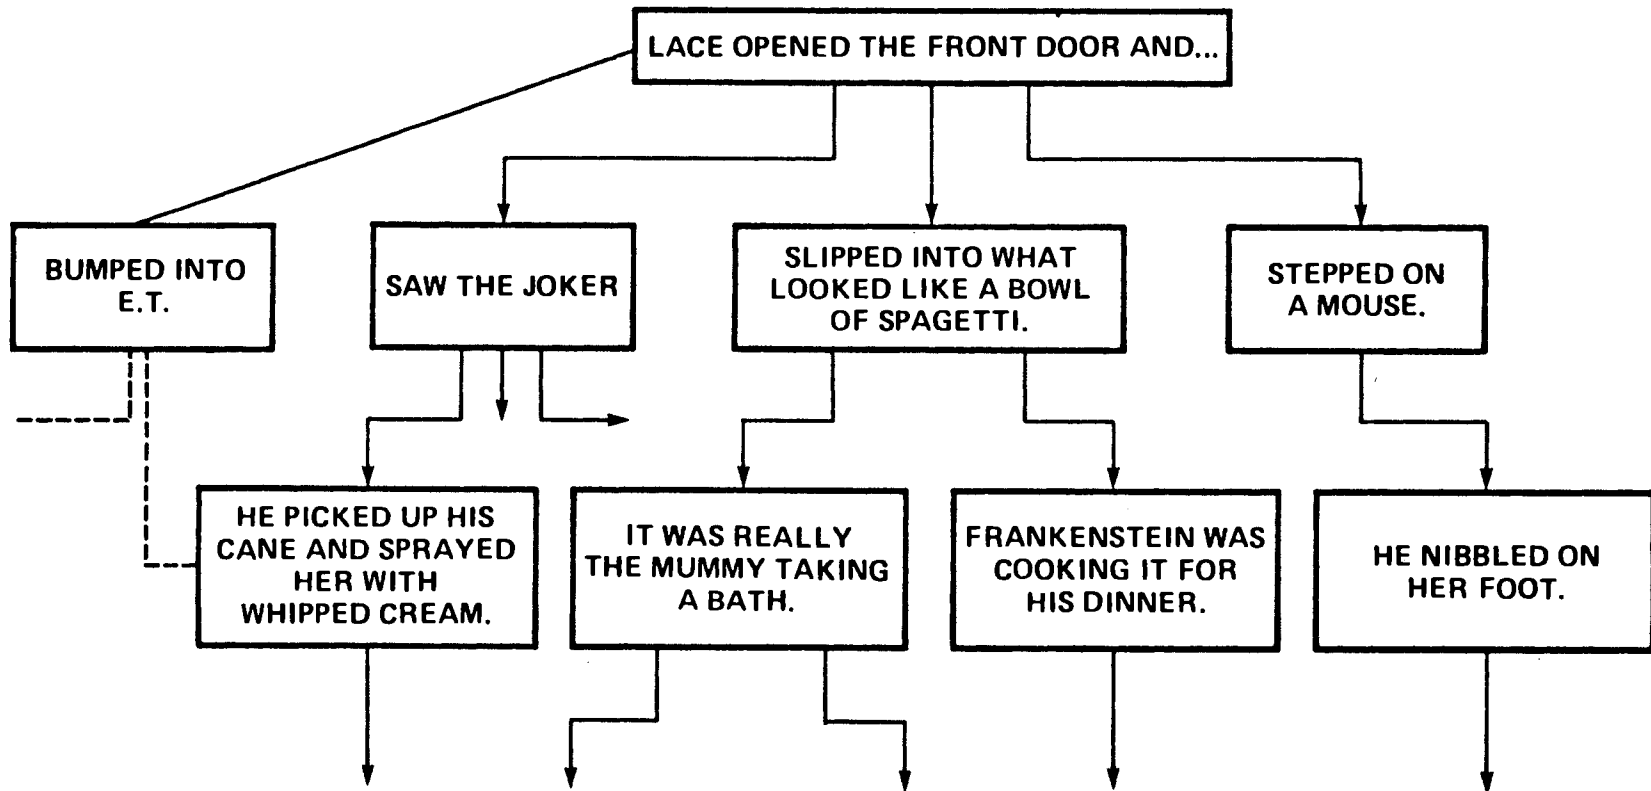 LACE OPENED THE FRONT DOOR AND...
BUMPED INTO
E.T.
SAW THE JOKER
SLIPPED INTO WHAT
LOOKED LIKE A BOWL
OF SPAGETTI.
STEPPED ON
A MOUSE.
HE PICKED UP HIS
CANE AND SPRAYED
HER WITH
WHIPPED CREAM.
IT WAS REALLY
THE MUMMY TAKING
A BATH.
FRANKENSTEIN WAS
COOKING IT FOR
HIS DINNER.
HE NIBBLED ON
HER FOOT.